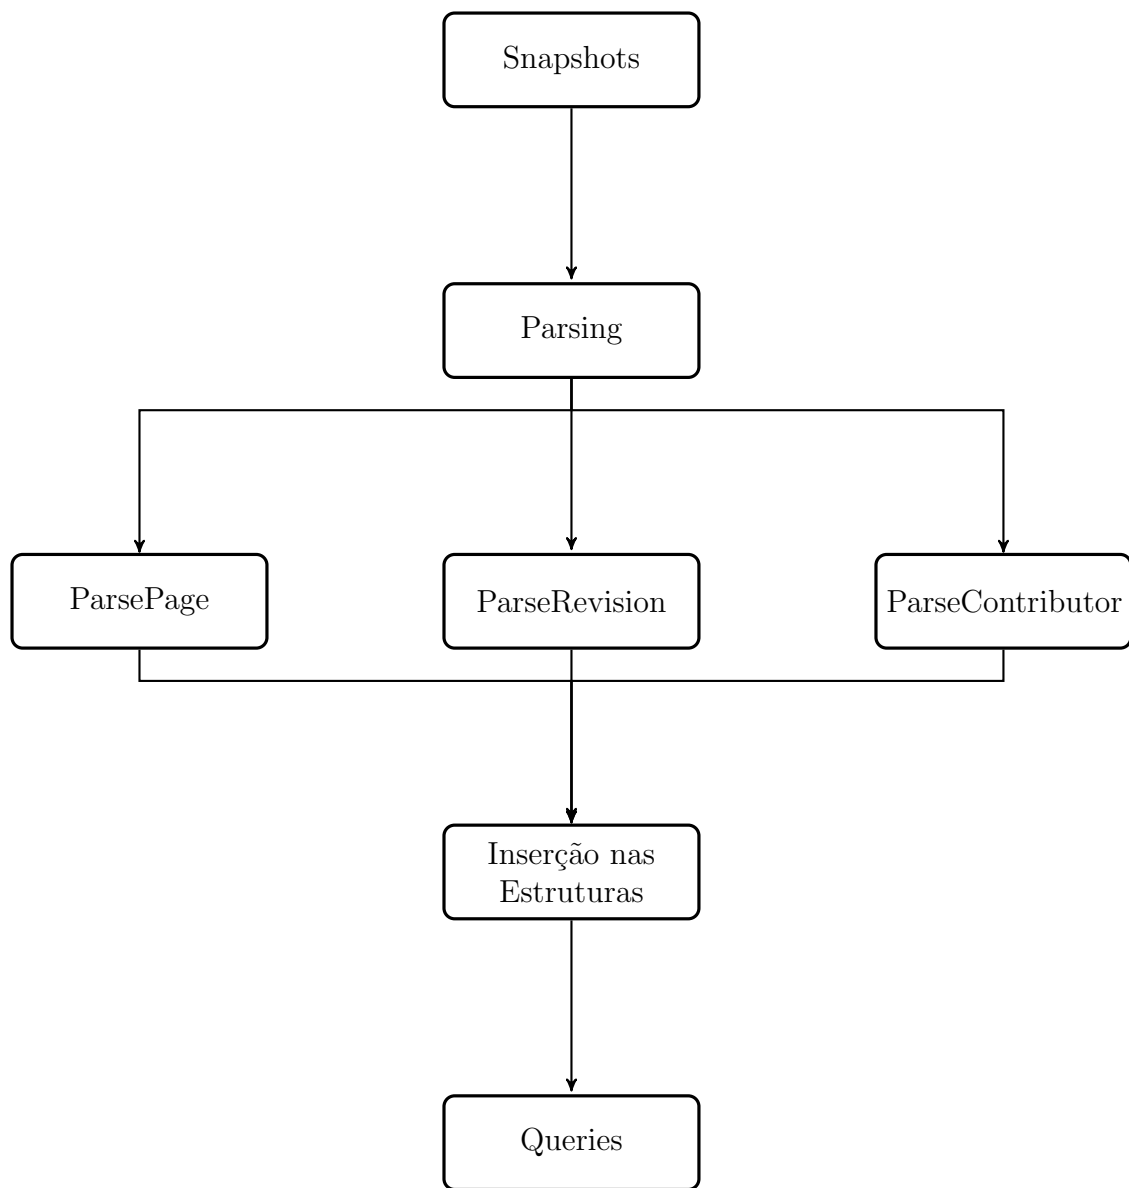 Snapshots
Parsing
ParsePage
ParseRevision
ParseContributor
Inserção nas
Estruturas
Queries